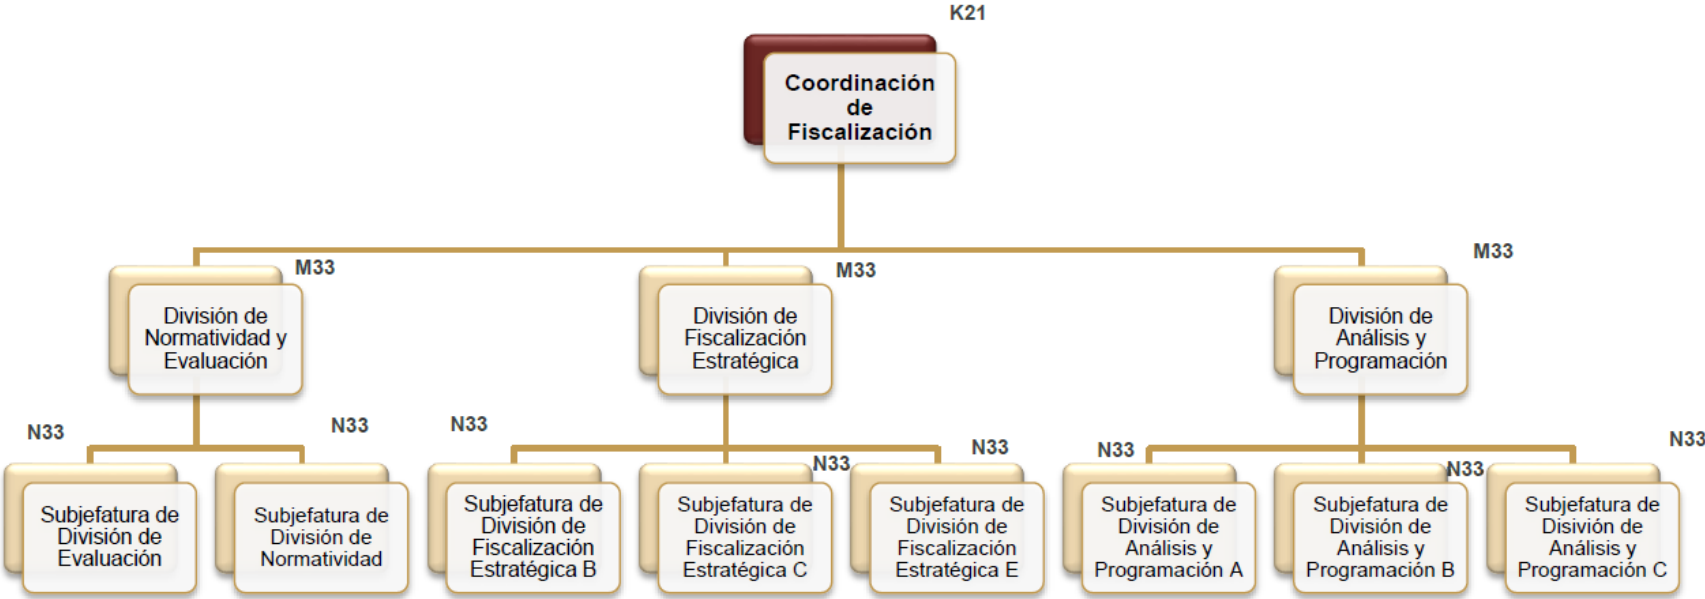 K21
Coordinación
de
Fiscalización
M33
División de
Normatividad y
Evaluación
M33
División de
Fiscalización
Estratégica
M33
División de
Análisis y
Programación
N33
Subjefatura de
División de
Evaluación
N33
Subjefatura de
División de
Normatividad
N33
Subjefatura de
División de
Fiscalización
Estratégica B
N33
Subjefatura de
División de
Fiscalización
Estratégica C
N33
Subjefatura de
División de
Fiscalización
Estratégica E
N33
Subjefatura de
División de
Análisis y
Programación A
N33
Subjefatura de
División de
Análisis y
Programación B
N33
Subjefatura de
Disivión de
Análisis y
Programación C